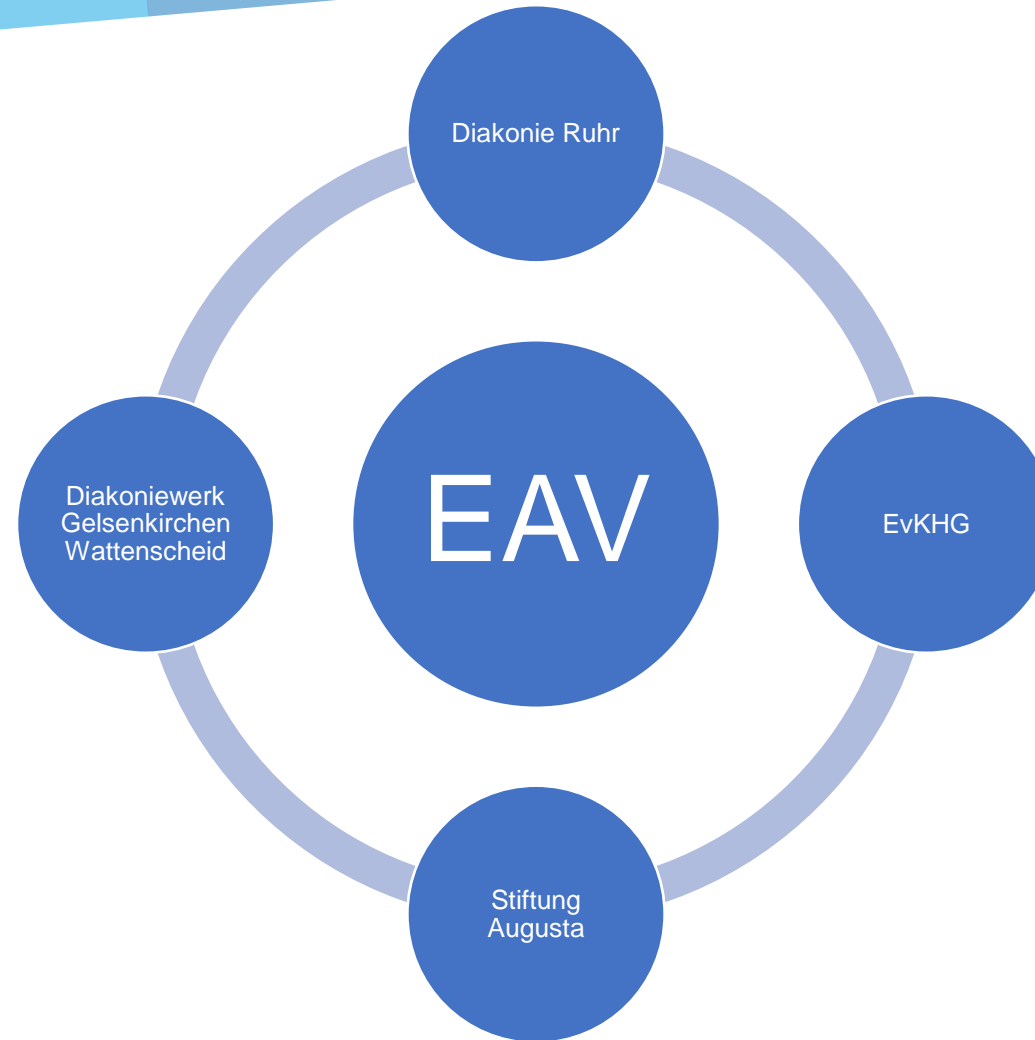 Diakonie Ruhr
EAV
Diakoniewerk
Gelsenkirchen
Wattenscheid
EvKHG
Stiftung
Augusta